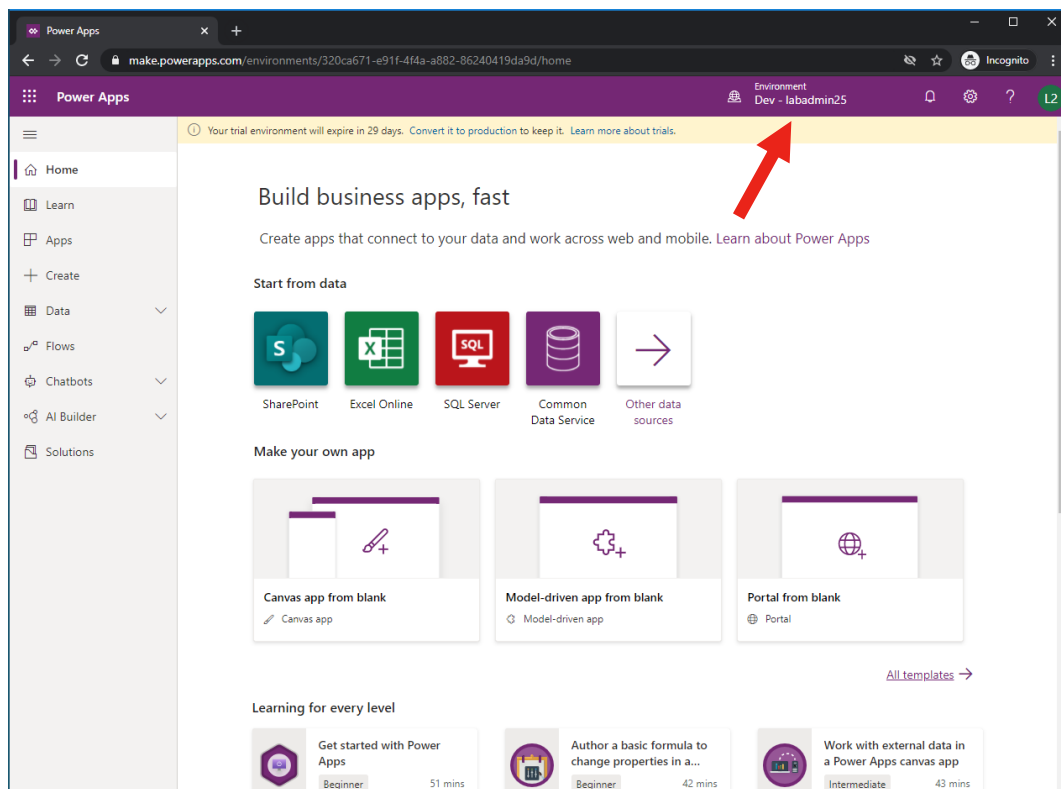 Power Apps
make.powerapps.com/environments/320ca671-e91f-4f4a-a882-86240419da9d/home
Incognito
Power Apps
Environment
Dev - labadmin25
?
L2
Your trial environment will expire in 29 days. Convert it to production to keep it. Learn more about trials.
Home
Learn
Apps
Create
Data
Flows
Chatbots
AI Builder
Solutions
Build business apps, fast
Create apps that connect to your data and work across web and mobile. Learn about Power Apps
Start from data
S
SharePoint
X
Excel Online
SQL
SQL Server
Common
Data Service
Other data
sources
Make your own app
Canvas app from blank
Canvas app
Model-driven app from blank
Model-driven app
Portal from blank
Portal
All templates
Learning for every level
Get started with Power
Apps
Beginner 51 mins
Author a basic formula to
change properties in a...
Beginner 42 mins
Work with external data in
a Power Apps canvas app
Intermediate 43 mins